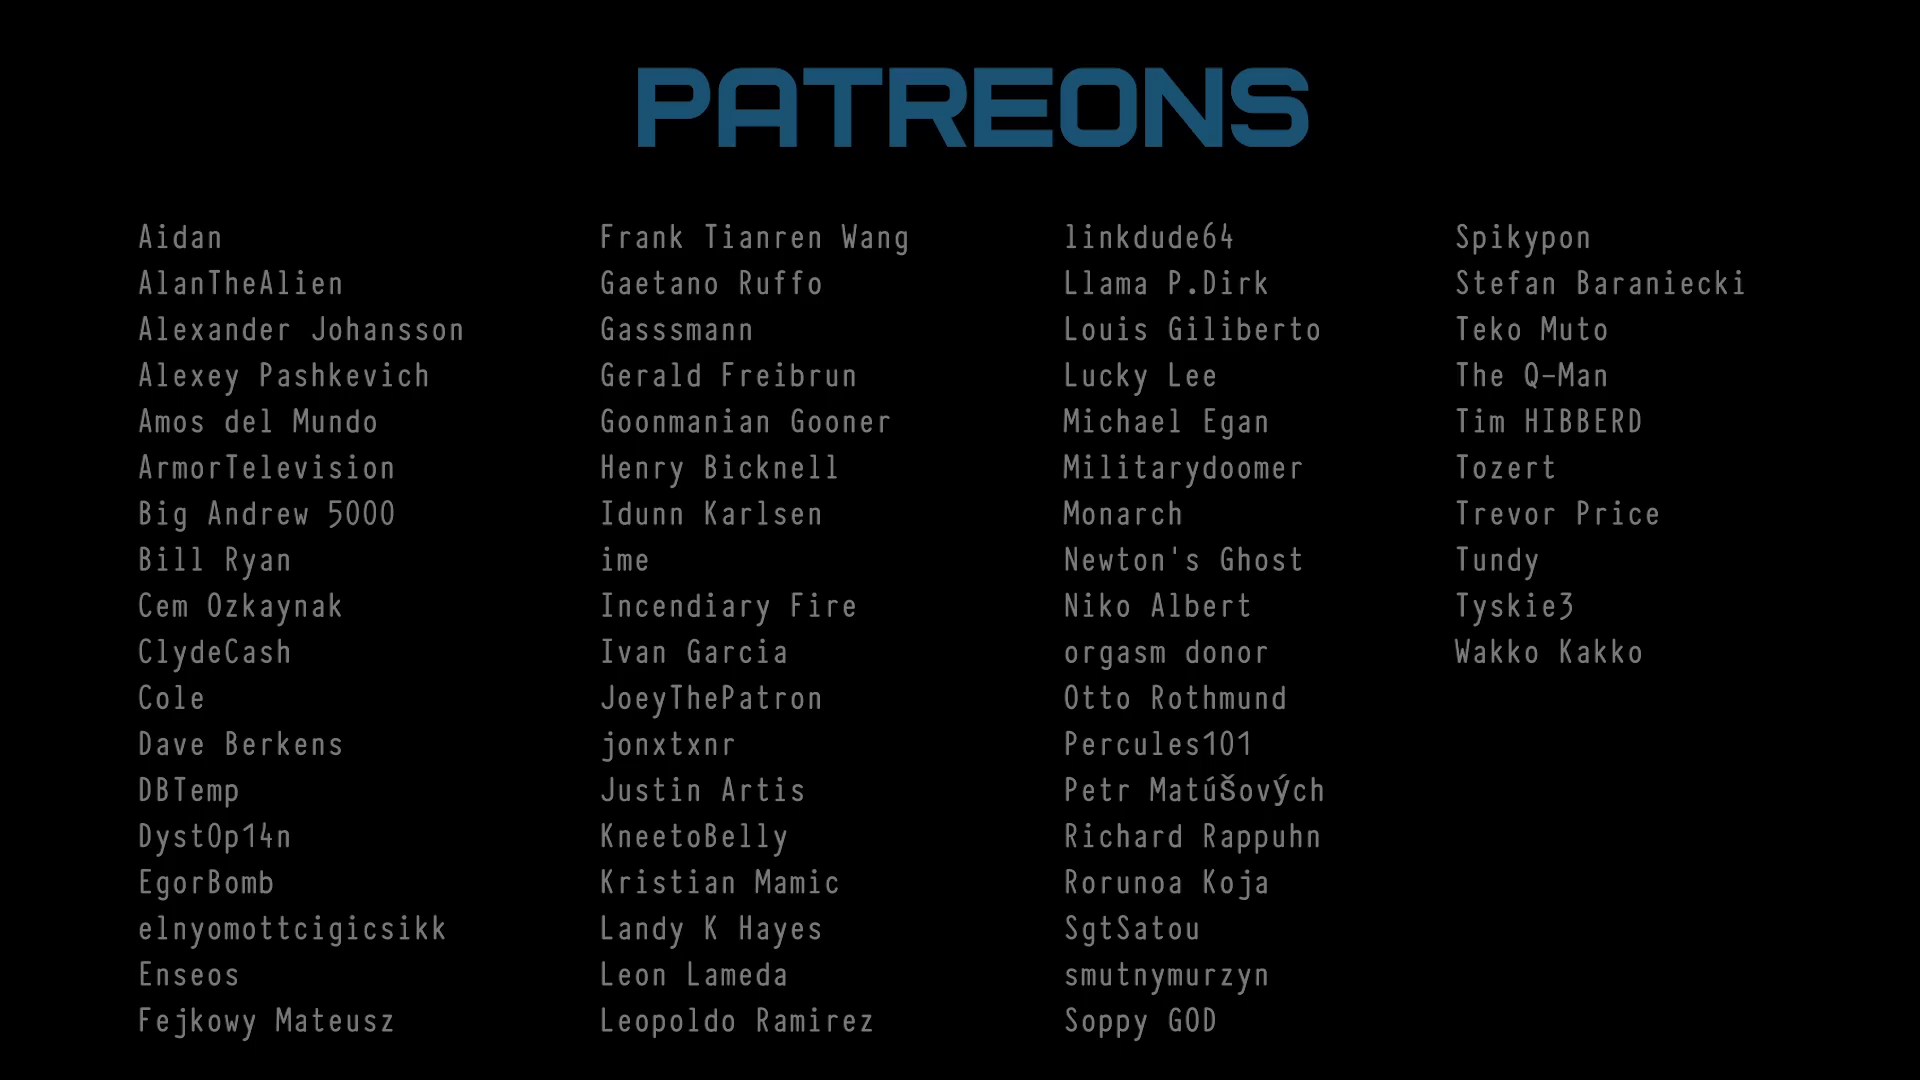 PATREONS
Aidan
AlanTheAlien
Alexander Johansson
Alexey Pashkevich
Amos del Mundo
ArmorTelevision
Big Andrew 5000
Bill Ryan
Cem Ozkaynak
ClydeCash
Cole
Dave Berkens
DBTemp
Dyst0p14n
EgorBomb
elnyomottcigicsikk
Enseos
Fejkowy Mateusz
Frank Tianren Wang
Gaetano Ruffo
Gasssmann
Gerald Freibrun
Goonmanian Gooner
Henry Bicknell
Idunn Karlsen
ime
Incendiary Fire
Ivan Garcia
JoeyThePatron
jonxtxnr
Justin Artis
KneetoBelly
Kristian Mamic
Landy K Hayes
Leon Lameda
Leopoldo Ramirez
linkdude64
Llama P.Dirk
Louis Giliberto
Lucky Lee
Michael Egan
Militarydoomer
Monarch
Newton's Ghost
Niko Albert
orgasm donor
Otto Rothmund
Percules101
Petr Matúšových
Richard Rappuhn
Rorunoa Koja
SgtSatou
smutnymurzyn
Soppy GOD
Spikypon
Stefan Baraniecki
Teko Muto
The Q-Man
Tim HIBBERD
Tozert
Trevor Price
Tundy
Tyskie3
Wakko Kakko